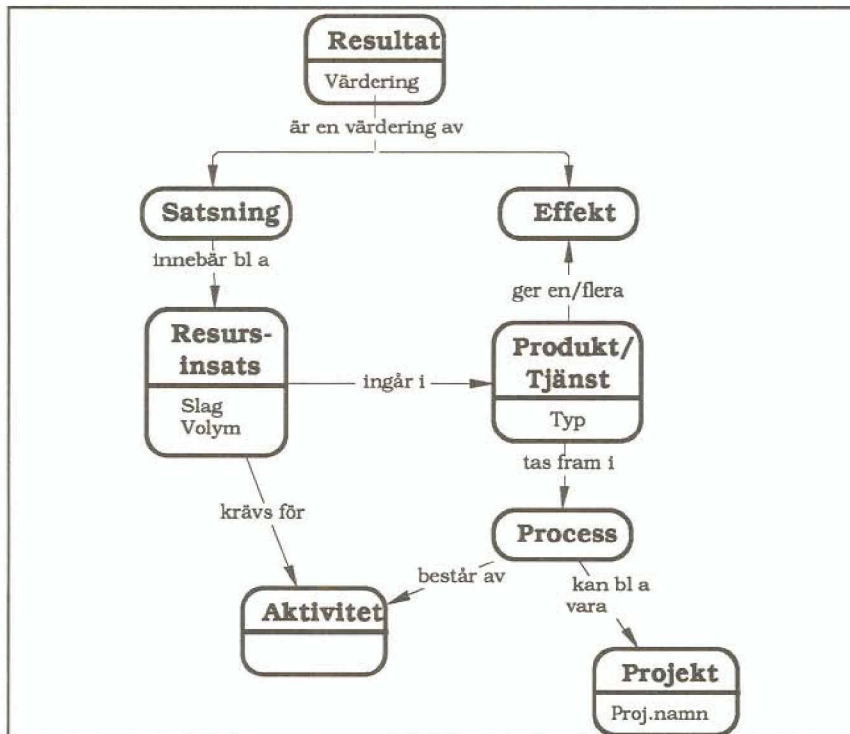 Resultat
Värdering
är en värdering av
Satsning
Effekt
innebär bl a
ger en/flera
Resurs-
insats
Slag
Volym
ingår i
Produkt/
Tjänst
Typ
tas fram i
krävs för
Process
består av
kan bl a
vara
Aktivitet
Projekt
Proj.namn